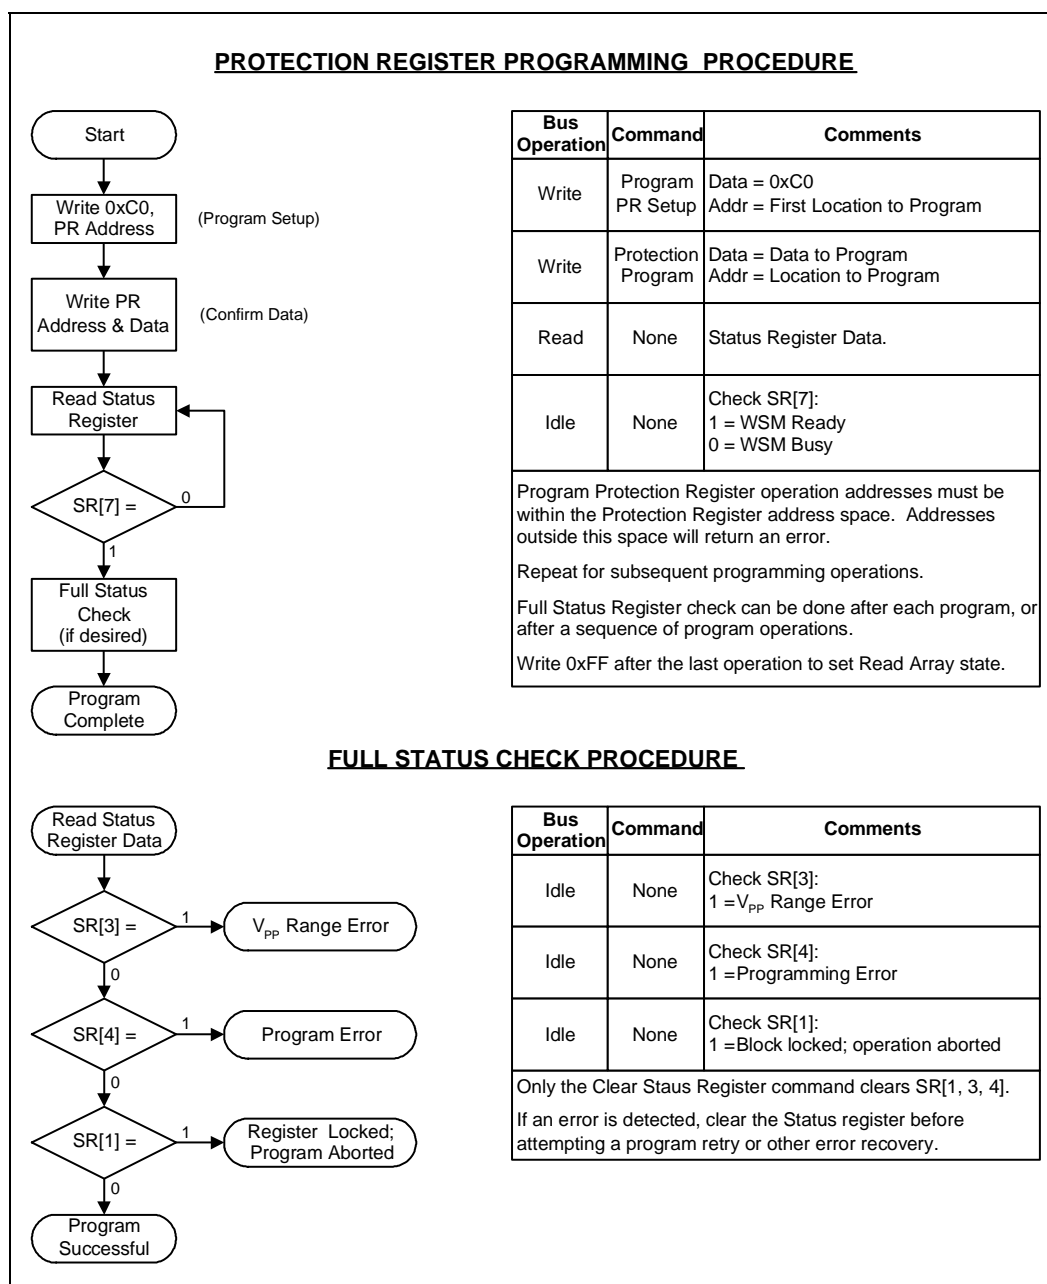 PROTECTION REGISTER PROGRAMMING PROCEDURE
Start
Write 0xC0,
PR Address
(Program Setup)
Write PR
Address & Data
(Confirm Data)
Read Status
Register
SR[7] =
0
1
Full Status
Check
(if desired)
Program
Complete
Bus
Operation
Command
Comments
Write
Program
PR Setup
Data = 0xC0
Addr = First Location to Program
Write
Protection
Program
Data = Data to Program
Addr = Location to Program
Read
None
Status Register Data.
Idle
None
Check SR[7]:
1 = WSM Ready
0 = WSM Busy
Program Protection Register operation addresses must be
within the Protection Register address space. Addresses
outside this space will return an error.
Repeat for subsequent programming operations.
Full Status Register check can be done after each program, or
after a sequence of program operations.
Write 0xFF after the last operation to set Read Array state.
FULL STATUS CHECK PROCEDURE
Read Status
Register Data
SR[3] =
1
VPP Range Error
0
SR[4] =
1
Program Error
0
SR[1] =
1
Register Locked;
Program Aborted
0
Program
Successful
Bus
Operation
Command
Comments
Idle
None
Check SR[3]:
1 =VPP Range Error
Idle
None
Check SR[4]:
1 =Programming Error
Idle
None
Check SR[1]:
1 =Block locked; operation aborted
Only the Clear Staus Register command clears SR[1, 3, 4].
If an error is detected, clear the Status register before
attempting a program retry or other error recovery.